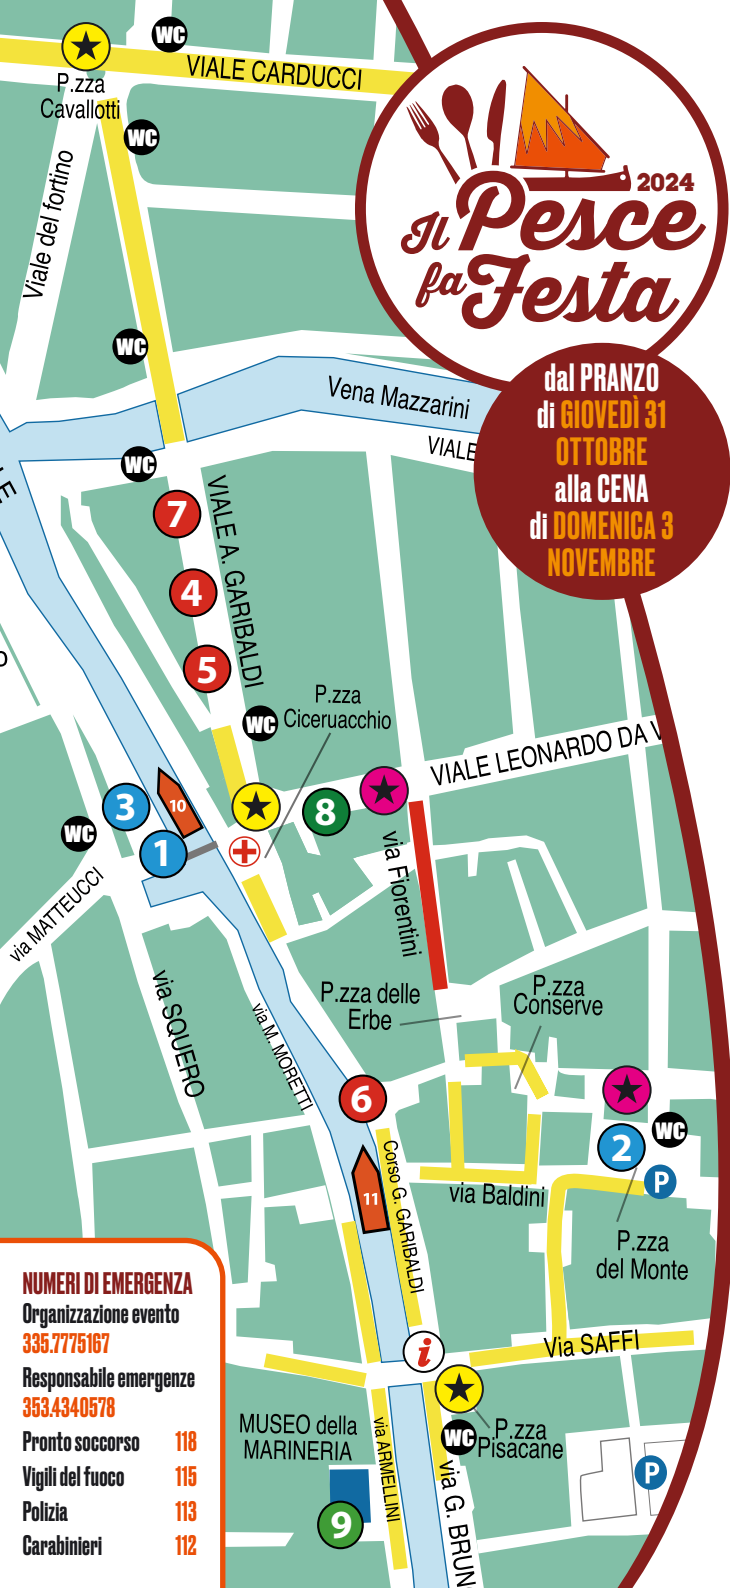 WC
VIALE CARDUCCI
P.zza
Cavallotti
WC
Viale del fortino
2024
Il Pesce
fa Festa
WC
Vena Mazzarini
VIALE
dal PRANZO
di GIOVEDÌ 31
OTTOBRE
alla CENA
di DOMENICA 3
NOVEMBRE
WC
LE
7
VIALE A. GARIBALDI
4
5
P.zza
Ciceruacchio
WC
VIALE LEONARDO DA V
3
10
8
WC
1
via MATTEUCCI
via Fiorentini
via SQUERO
via M. MORETTI
P.zza delle
Erbe
P.zza
Conserve
6
WC
2
P
11
Corso G. GARIBALDI
via Baldini
P.zza
del Monte
NUMERI DI EMERGENZA
Organizzazione evento
335.7775167
Responsabile emergenze
353.4340578
Pronto soccorso 118
Vigili del fuoco 115
Polizia 113
Carabinieri 112
i
Via SAFFI
MUSEO della
MARINERIA
via ARMELLINI
WC
P.zza
Pisacane
via G. BRUN
P
9